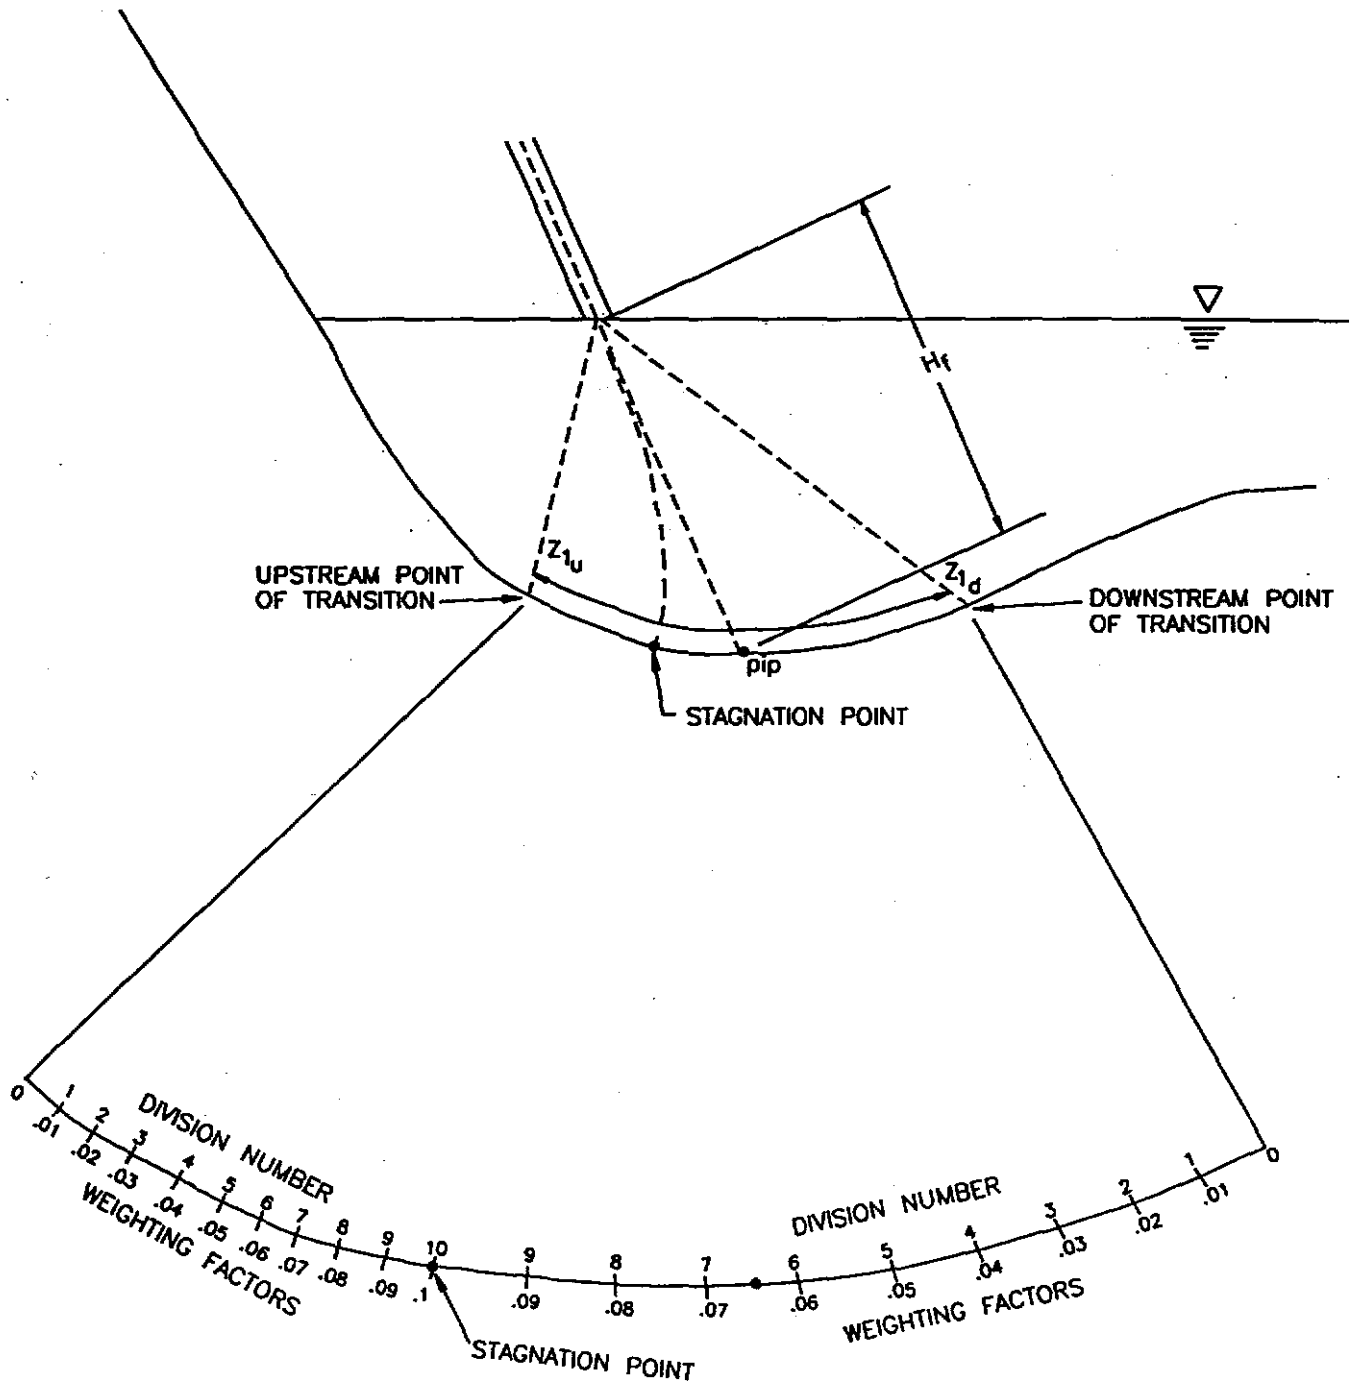 Hf
Z1u
Z1d
UPSTREAM POINT
OF TRANSITION
DOWNSTREAM POINT
OF TRANSITION
pip
STAGNATION POINT
0 1 2 3 4 5 6 7 8 9 10 9 8 7 6 5 4 3 2 1 0
DIVISION NUMBER
DIVISION NUMBER
.01 .02 .03 .04 .05 .06 .07 .08 .09 .1 .09 .08 .07 .06 .05 .04 .03 .02 .01
WEIGHTING FACTORS
WEIGHTING FACTORS
STAGNATION POINT